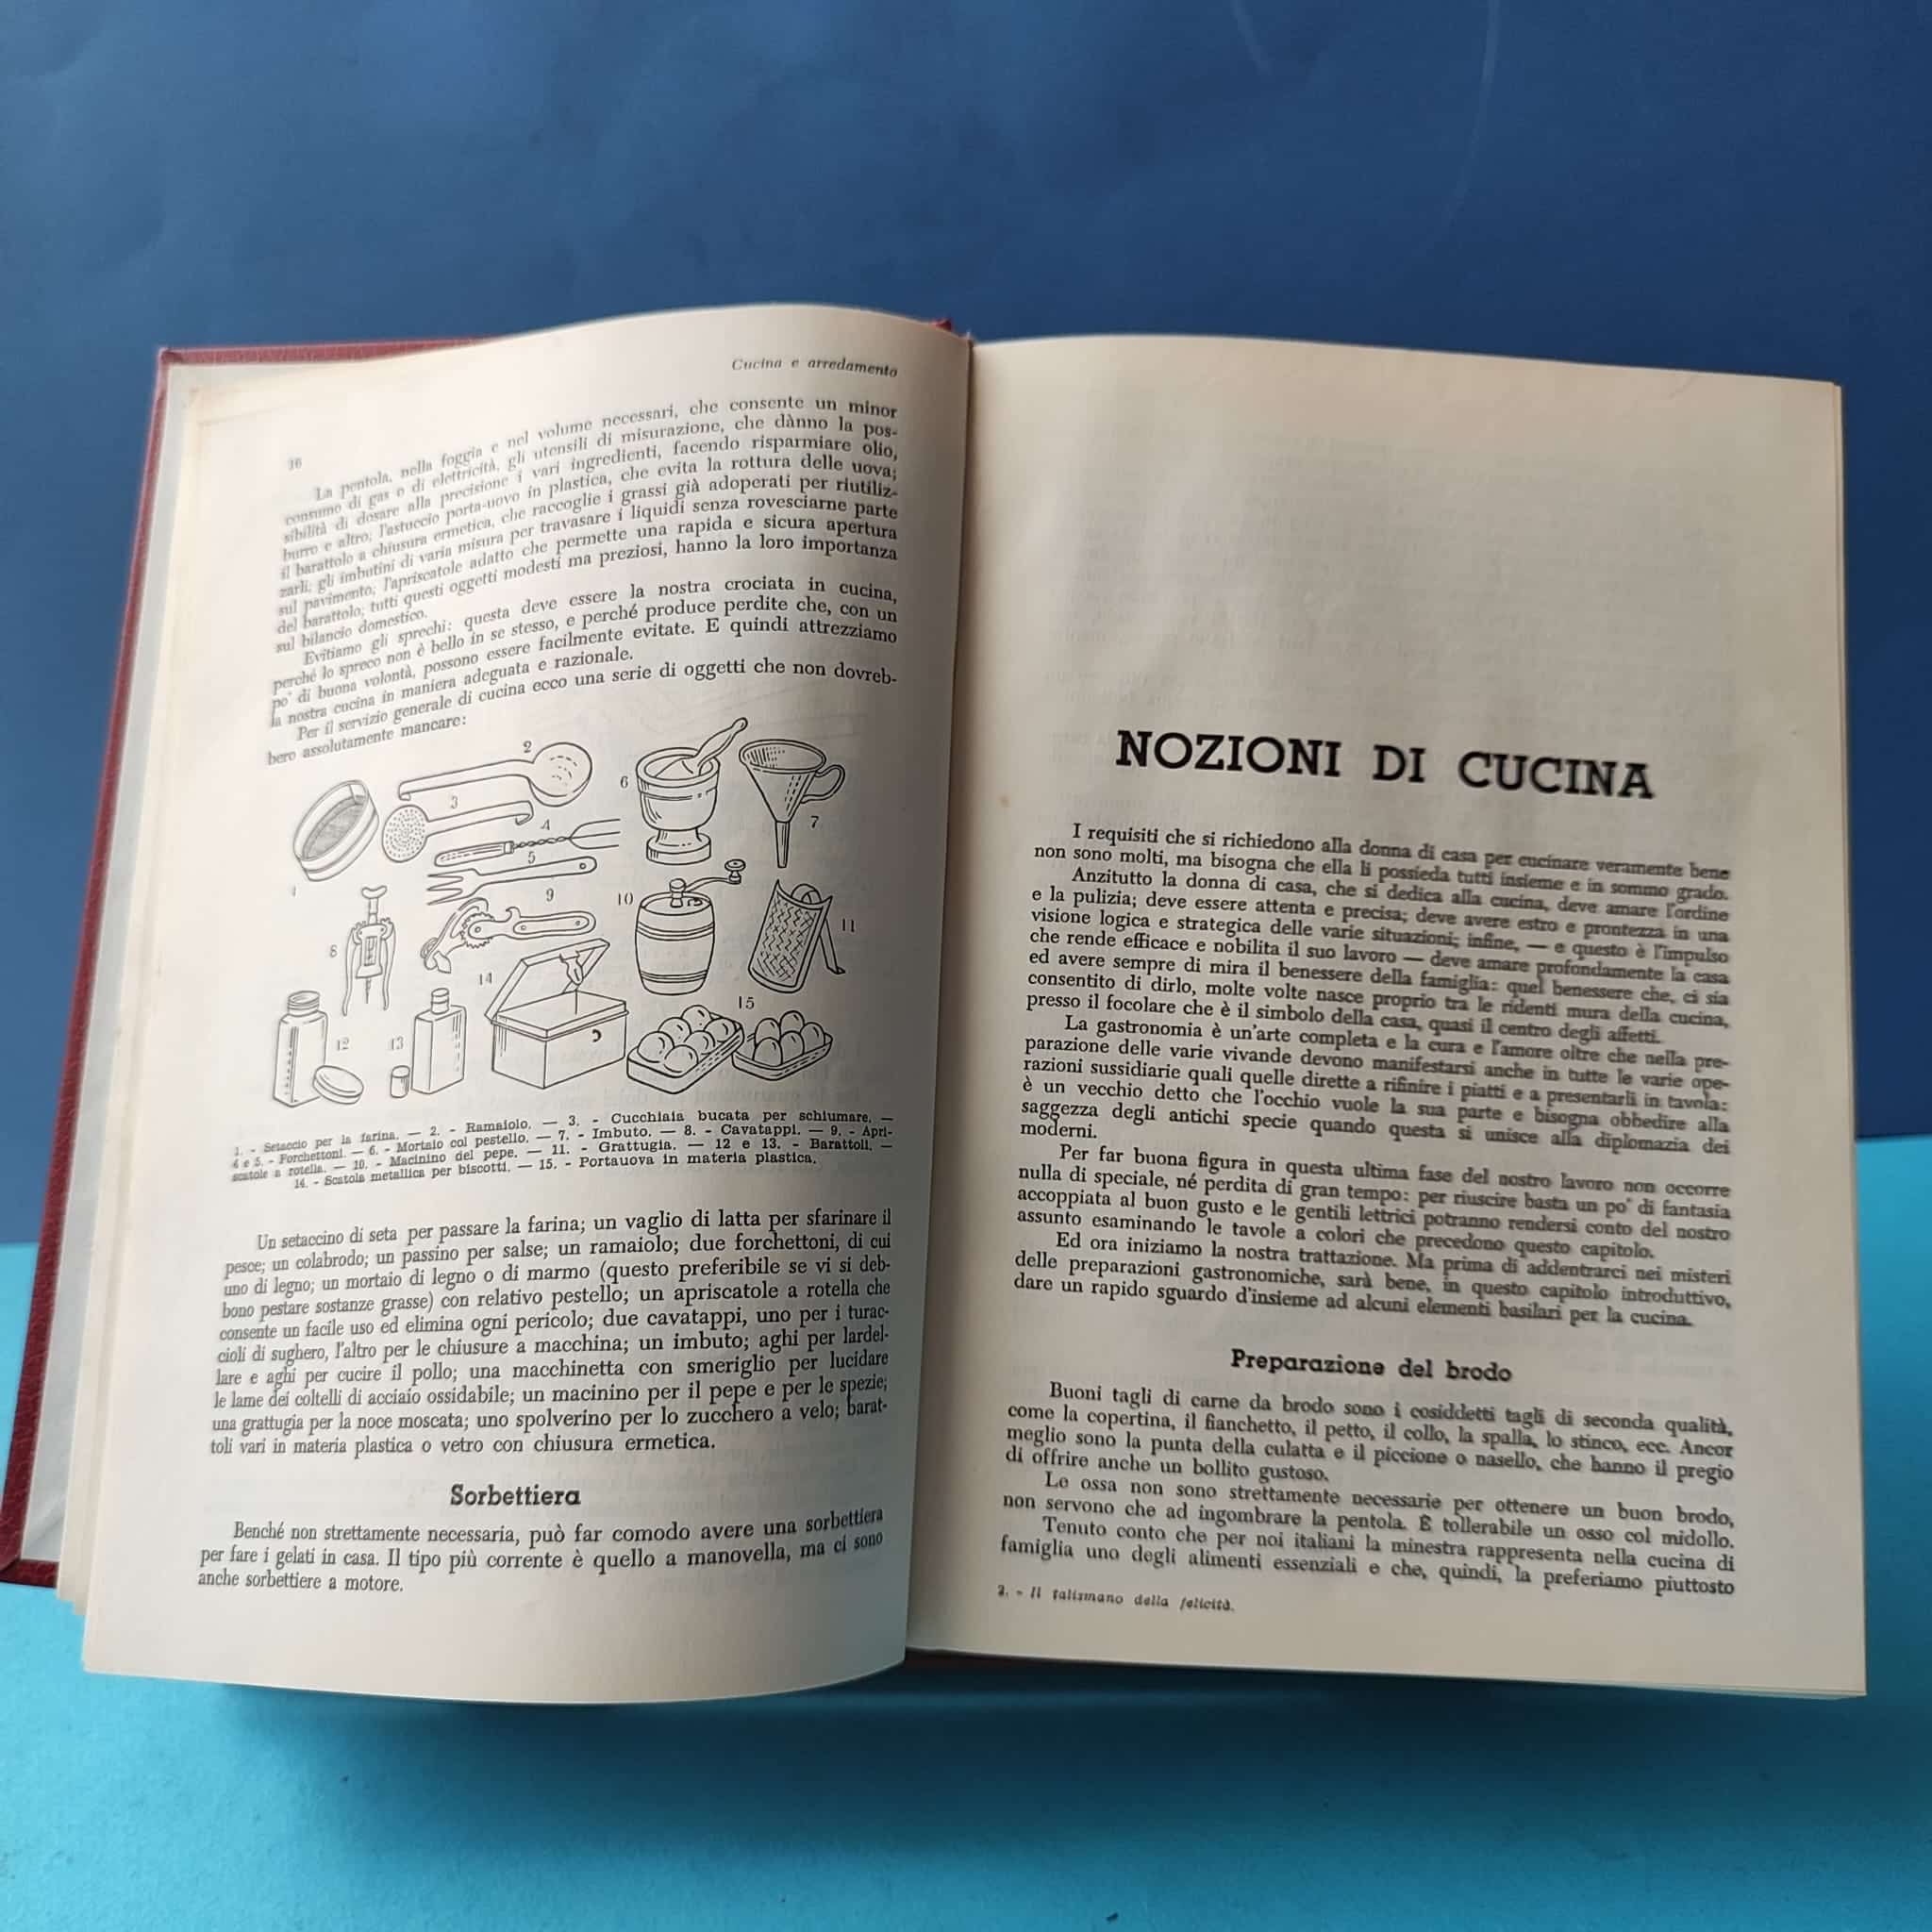 Cucina e arredamento
16
La pentola, nella foggia e nel volume necessari, che consente un minor
consumo di gas o di elettricità, gli utensili di misurazione, che dànno la pos-
sibilità di dosare alla precisione i vari ingredienti, facendo risparmiare olio,
burro e altro; l'astuccio porta-uovo in plastica, che evita la rottura delle uova;
il barattolo a chiusura ermetica, che raccoglie i grassi già adoperati per riutiliz-
zarli; gli imbutini di varia misura per travasare i liquidi senza rovesciarne parte
sul pavimento; l'apriscatole adatto che permette una rapida e sicura apertura
del barattolo; tutti questi oggetti modesti ma preziosi, hanno la loro importanza
sul bilancio domestico.
Evitiamo gli sprechi: questa deve essere la nostra crociata in cucina,
perché lo spreco non è bello in se stesso, e perché produce perdite che, con un
po' di buona volontà, possono essere facilmente evitate. E quindi attrezziamo
la nostra cucina in maniera adeguata e razionale.
Per il servizio generale di cucina ecco una serie di oggetti che non dovreb-
bero assolutamente mancare:
1
2
3
4
5
6
7
8
9
10
11
12
13
14
15
1. - Setaccio per la farina. — 2. - Ramaiolo. — 3. - Cucchiaia bucata per schiumare. —
4 e 5. - Forchettoni. — 6. - Mortaio col pestello. — 7. - Imbuto. — 8. - Cavatappi. — 9. - Apri-
scatole a rotella. — 10. - Macinino del pepe. — 11. - Grattugia. — 12 e 13. - Barattoli. —
14. - Scatola metallica per biscotti. — 15. - Portauova in materia plastica.
Un setaccino di seta per passare la farina; un vaglio di latta per sfarinare il
pesce; un colabrodo; un passino per salse; un ramaiolo; due forchettoni, di cui
uno di legno; un mortaio di legno o di marmo (questo preferibile se vi si deb-
bono pestare sostanze grasse) con relativo pestello; un apriscatole a rotella che
consente un facile uso ed elimina ogni pericolo; due cavatappi, uno per i turac-
cioli di sughero, l'altro per le chiusure a macchina; un imbuto; aghi per lardel-
lare e aghi per cucire il pollo; una macchinetta con smeriglio per lucidare
le lame dei coltelli di acciaio ossidabile; un macinino per il pepe e per le spezie;
una grattugia per la noce moscata; uno spolverino per lo zucchero a velo; barat-
toli vari in materia plastica o vetro con chiusura ermetica.
Sorbettiera
Benché non strettamente necessaria, può far comodo avere una sorbettiera
per fare i gelati in casa. Il tipo più corrente è quello a manovella, ma ci sono
anche sorbettiere a motore.
NOZIONI DI CUCINA
I requisiti che si richiedono alla donna di casa per cucinare veramente bene
non sono molti, ma bisogna che ella li possieda tutti insieme e in sommo grado.
Anzitutto la donna di casa, che si dedica alla cucina, deve amare l'ordine
e la pulizia; deve essere attenta e precisa; deve avere estro e prontezza in una
visione logica e strategica delle varie situazioni; infine, — e questo è l'impulso
che rende efficace e nobilita il suo lavoro — deve amare profondamente la casa
ed avere sempre di mira il benessere della famiglia: quel benessere che, ci sia
consentito di dirlo, molte volte nasce proprio tra le ridenti mura della cucina,
presso il focolare che è il simbolo della casa, quasi il centro degli affetti.
La gastronomia è un'arte completa e la cura e l'amore oltre che nella pre-
parazione delle varie vivande devono manifestarsi anche in tutte le varie ope-
razioni sussidiarie quali quelle dirette a rifinire i piatti e a presentarli in tavola:
è un vecchio detto che l'occhio vuole la sua parte e bisogna obbedire alla
saggezza degli antichi specie quando questa si unisce alla diplomazia dei
moderni.
Per far buona figura in questa ultima fase del nostro lavoro non occorre
nulla di speciale, né perdita di gran tempo: per riuscire basta un po' di fantasia
accoppiata al buon gusto e le gentili lettrici potranno rendersi conto del nostro
assunto esaminando le tavole a colori che precedono questo capitolo.
Ed ora iniziamo la nostra trattazione. Ma prima di addentrarci nei misteri
delle preparazioni gastronomiche, sarà bene, in questo capitolo introduttivo,
dare un rapido sguardo d'insieme ad alcuni elementi basilari per la cucina.
Preparazione del brodo
Buoni tagli di carne da brodo sono i cosiddetti tagli di seconda qualità,
come la copertina, il fianchetto, il petto, il collo, la spalla, lo stinco, ecc. Ancor
meglio sono la punta della culatta e il piccione o nasello, che hanno il pregio
di offrire anche un bollito gustoso.
Le ossa non sono strettamente necessarie per ottenere un buon brodo,
non servono che ad ingombrare la pentola. È tollerabile un osso col midollo.
Tenuto conto che per noi italiani la minestra rappresenta nella cucina di
famiglia uno degli alimenti essenziali e che, quindi, la preferiamo piuttosto
2. - Il talismano della felicità.